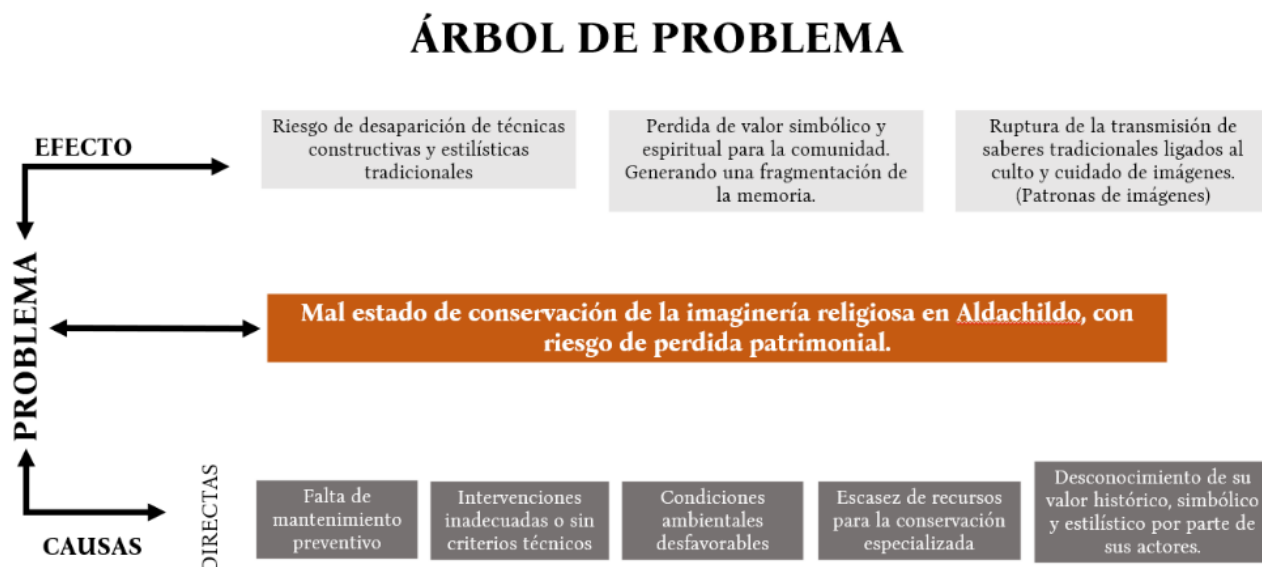 ÁRBOL DE PROBLEMA
EFECTO
Riesgo de desaparición de técnicas
constructivas y estilísticas
tradicionales
Perdida de valor simbólico y
espiritual para la comunidad.
Generando una fragmentación de
la memoria.
Ruptura de la transmisión de
saberes tradicionales ligados al
culto y cuidado de imágenes.
(Patronas de imágenes)
PROBLEMA
Mal estado de conservación de la imaginería religiosa en Aldachildo, con
riesgo de perdida patrimonial.
CAUSAS
DIRECTAS
Falta de
mantenimiento
preventivo
Intervenciones
inadecuadas o sin
criterios técnicos
Condiciones
ambientales
desfavorables
Escasez de recursos
para la conservación
especializada
Desconocimiento de su
valor histórico, simbólico
y estilístico por parte de
sus actores.